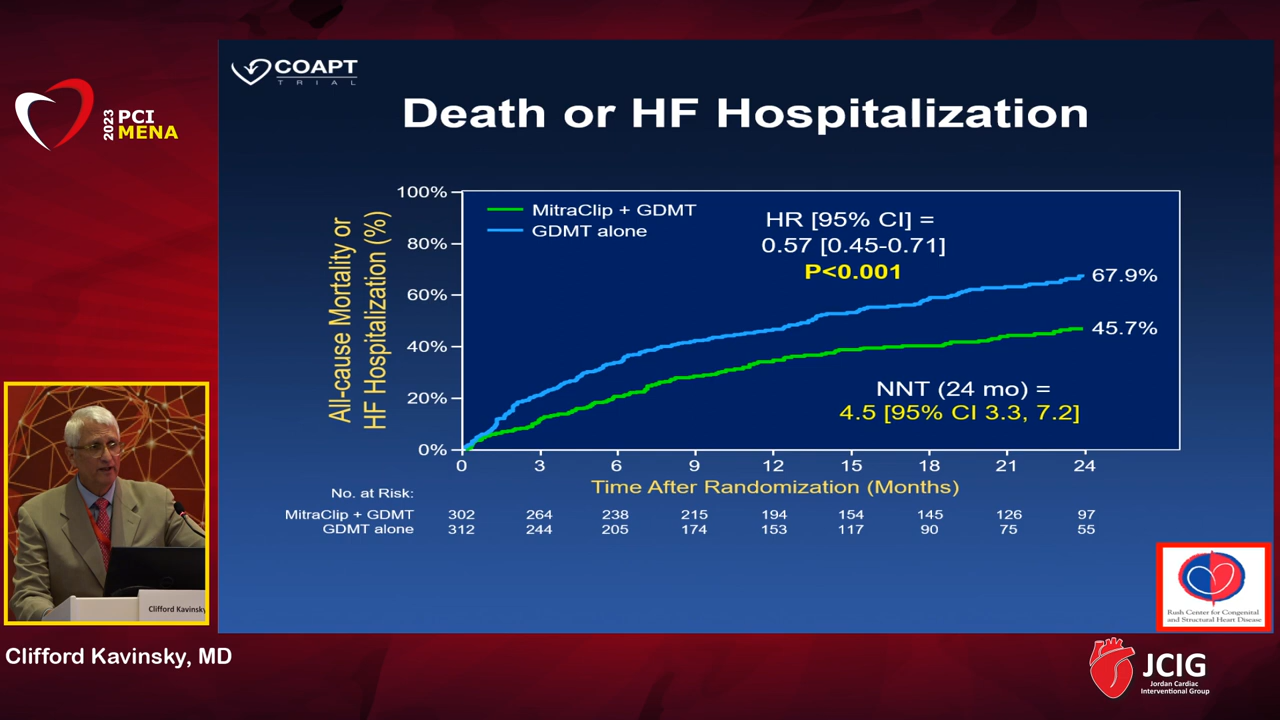 2023 PCI
MENA
COAPT
TRIAL
Death or HF Hospitalization
All-cause Mortality or
HF Hospitalization (%)
100%
80%
60%
40%
20%
0%
MitraClip + GDMT
GDMT alone
HR [95% CI] =
0.57 [0.45-0.71]
P<0.001
67.9%
45.7%
NNT (24 mo) =
4.5 [95% CI 3.3, 7.2]
0 3 6 9 12 15 18 21 24
Time After Randomization (Months)
No. at Risk:
MitraClip + GDMT 302 264 238 215 194 154 145 126 97
GDMT alone 312 244 205 174 153 117 90 75 55
Rush Center for Congenital
and Structural Heart Disease
Clifford Kavinsky
Clifford Kavinsky, MD
JCIG
Jordan Cardiac
Interventional Group